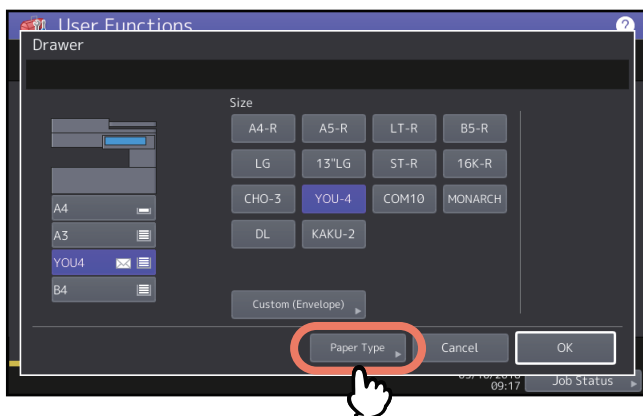 User Functions
?
Drawer
Size
A4-R A5-R LT-R B5-R
LG 13"LG ST-R 16K-R
CHO-3 YOU-4 COM10 MONARCH
DL KAKU-2
A4
A3
YOU4
B4
Custom (Envelope)
Paper Type Cancel OK
09:17 Job Status